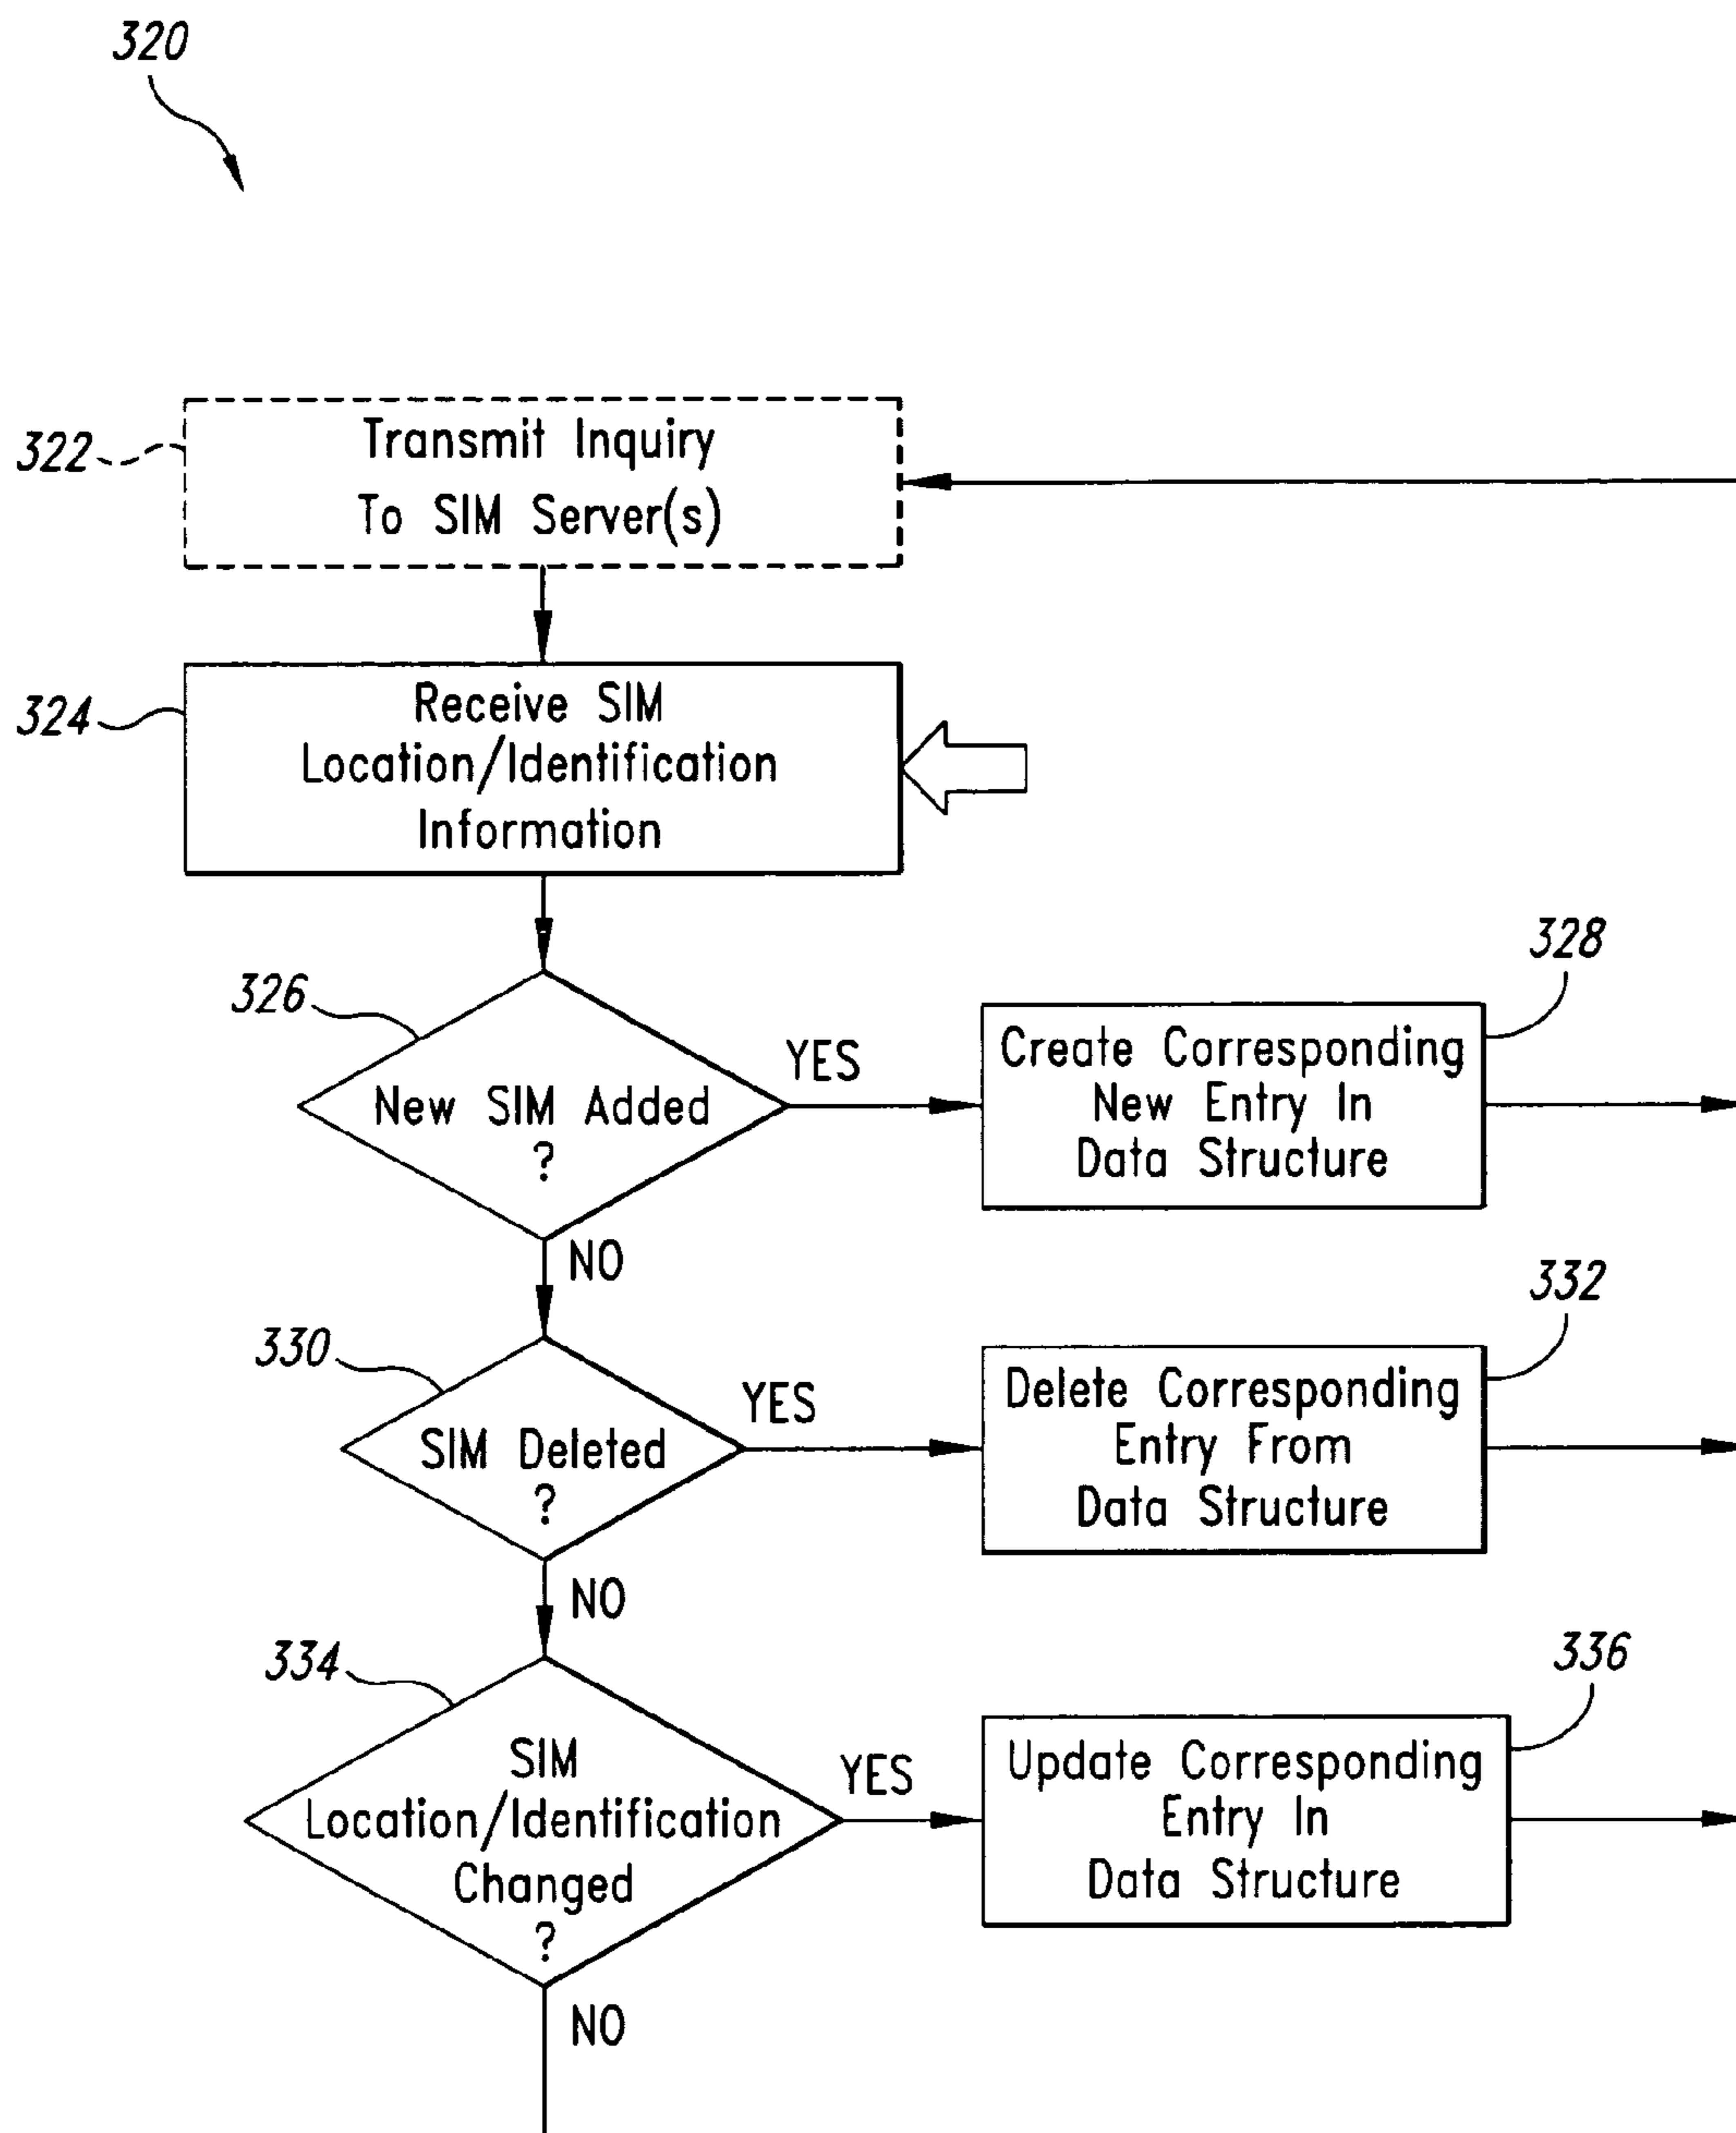 320
322
Transmit Inquiry
To SIM Server(s)
324
Receive SIM
Location/Identification
Information
326
New SIM Added
?
YES
328
Create Corresponding
New Entry In
Data Structure
NO
330
SIM Deleted
?
YES
332
Delete Corresponding
Entry From
Data Structure
NO
334
SIM
Location/Identification
Changed
?
YES
336
Update Corresponding
Entry In
Data Structure
NO